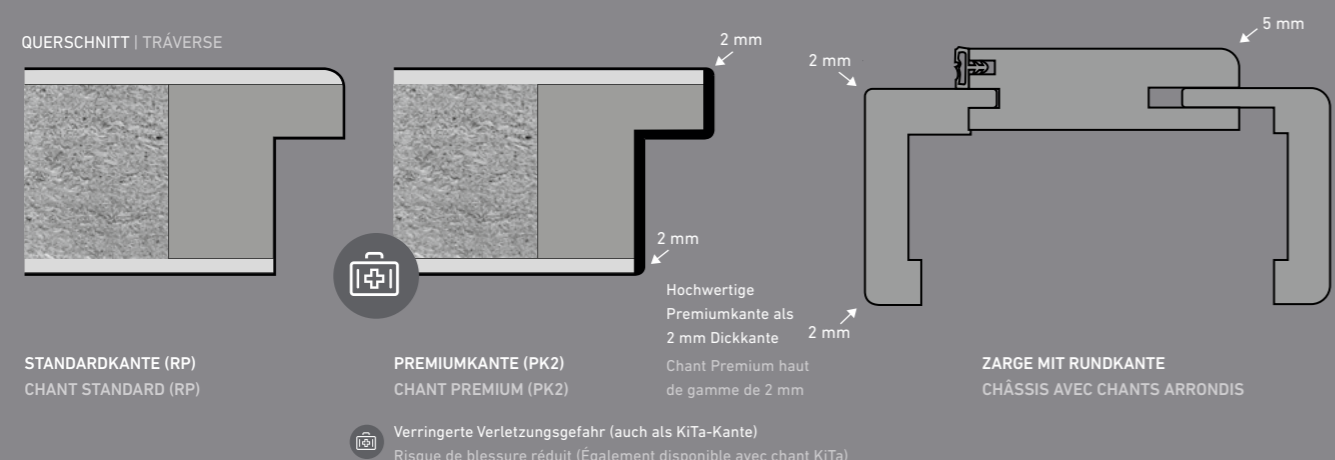 QUERSCHNITT | TRÁVERSE
2 mm
2 mm
5 mm
2 mm
Hochwertige
Premiumkante als
2 mm Dickkante
2 mm
Chant Premium haut
de gamme de 2 mm
STANDARDKANTE (RP)
CHANT STANDARD (RP)
PREMIUMKANTE (PK2)
CHANT PREMIUM (PK2)
ZARGE MIT RUNDKANTE
CHÂSSIS AVEC CHANTS ARRONDIS
Verringerte Verletzungsgefahr (auch als KiTa-Kante)
Risque de blessure réduit (Également disponible avec chant KiTa)